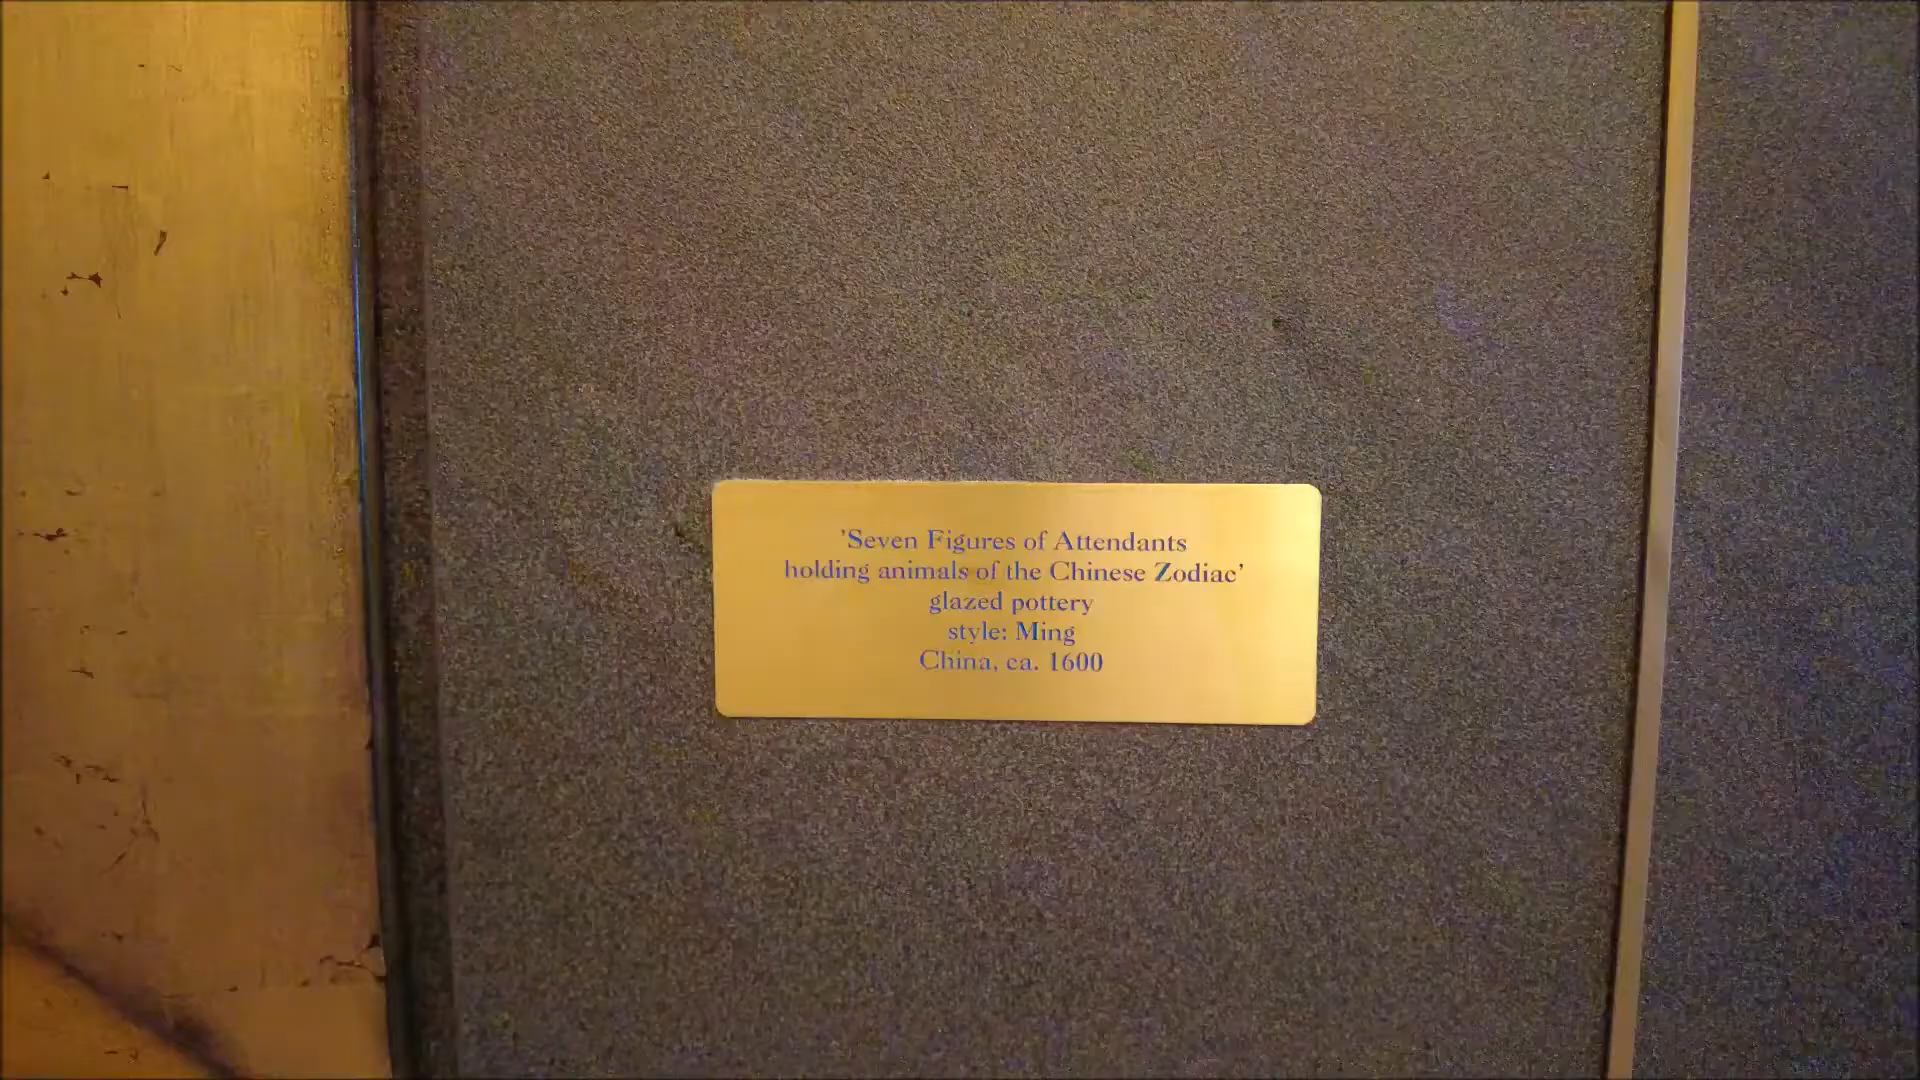 'Seven Figures of Attendants
holding animals of the Chinese Zodiac'
glazed pottery
style: Ming
China, ca. 1600